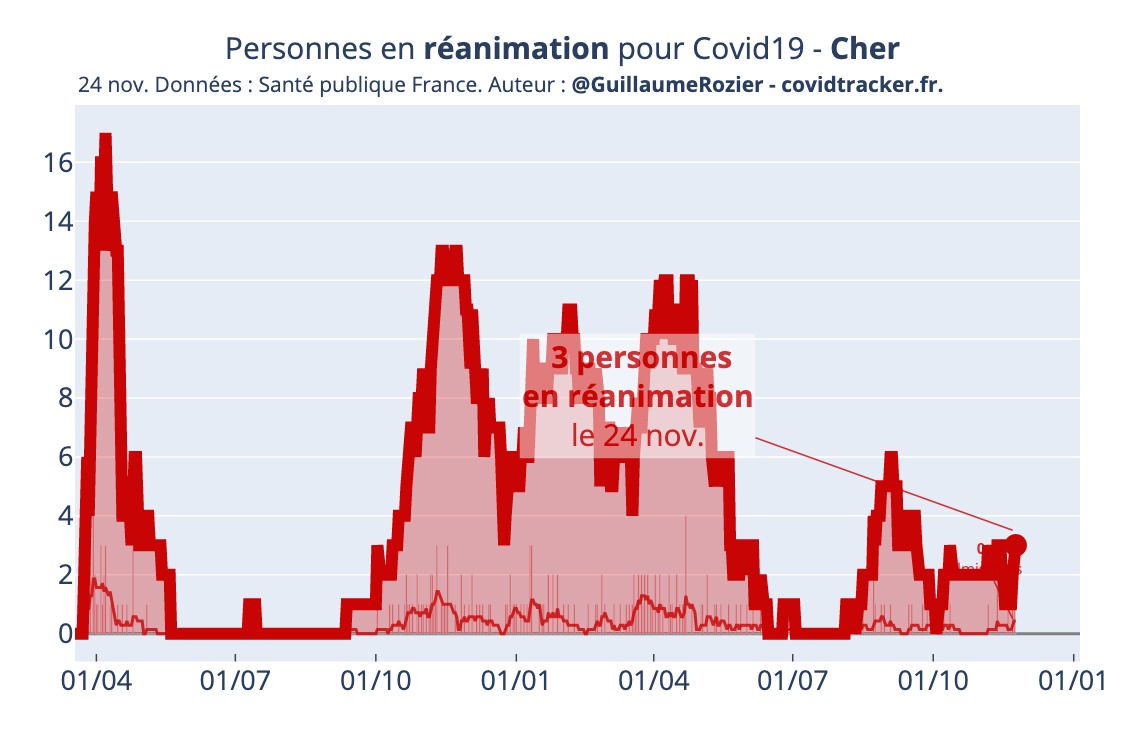 Personnes en réanimation pour Covid19 - Cher
24 nov. Données : Santé publique France. Auteur : @GuillaumeRozier - covidtracker.fr.
16
14
12
10
8
6
4
2
0
3 personnes
en réanimation
le 24 nov.
01/04 01/07 01/10 01/01 01/04 01/07 01/10 01/01